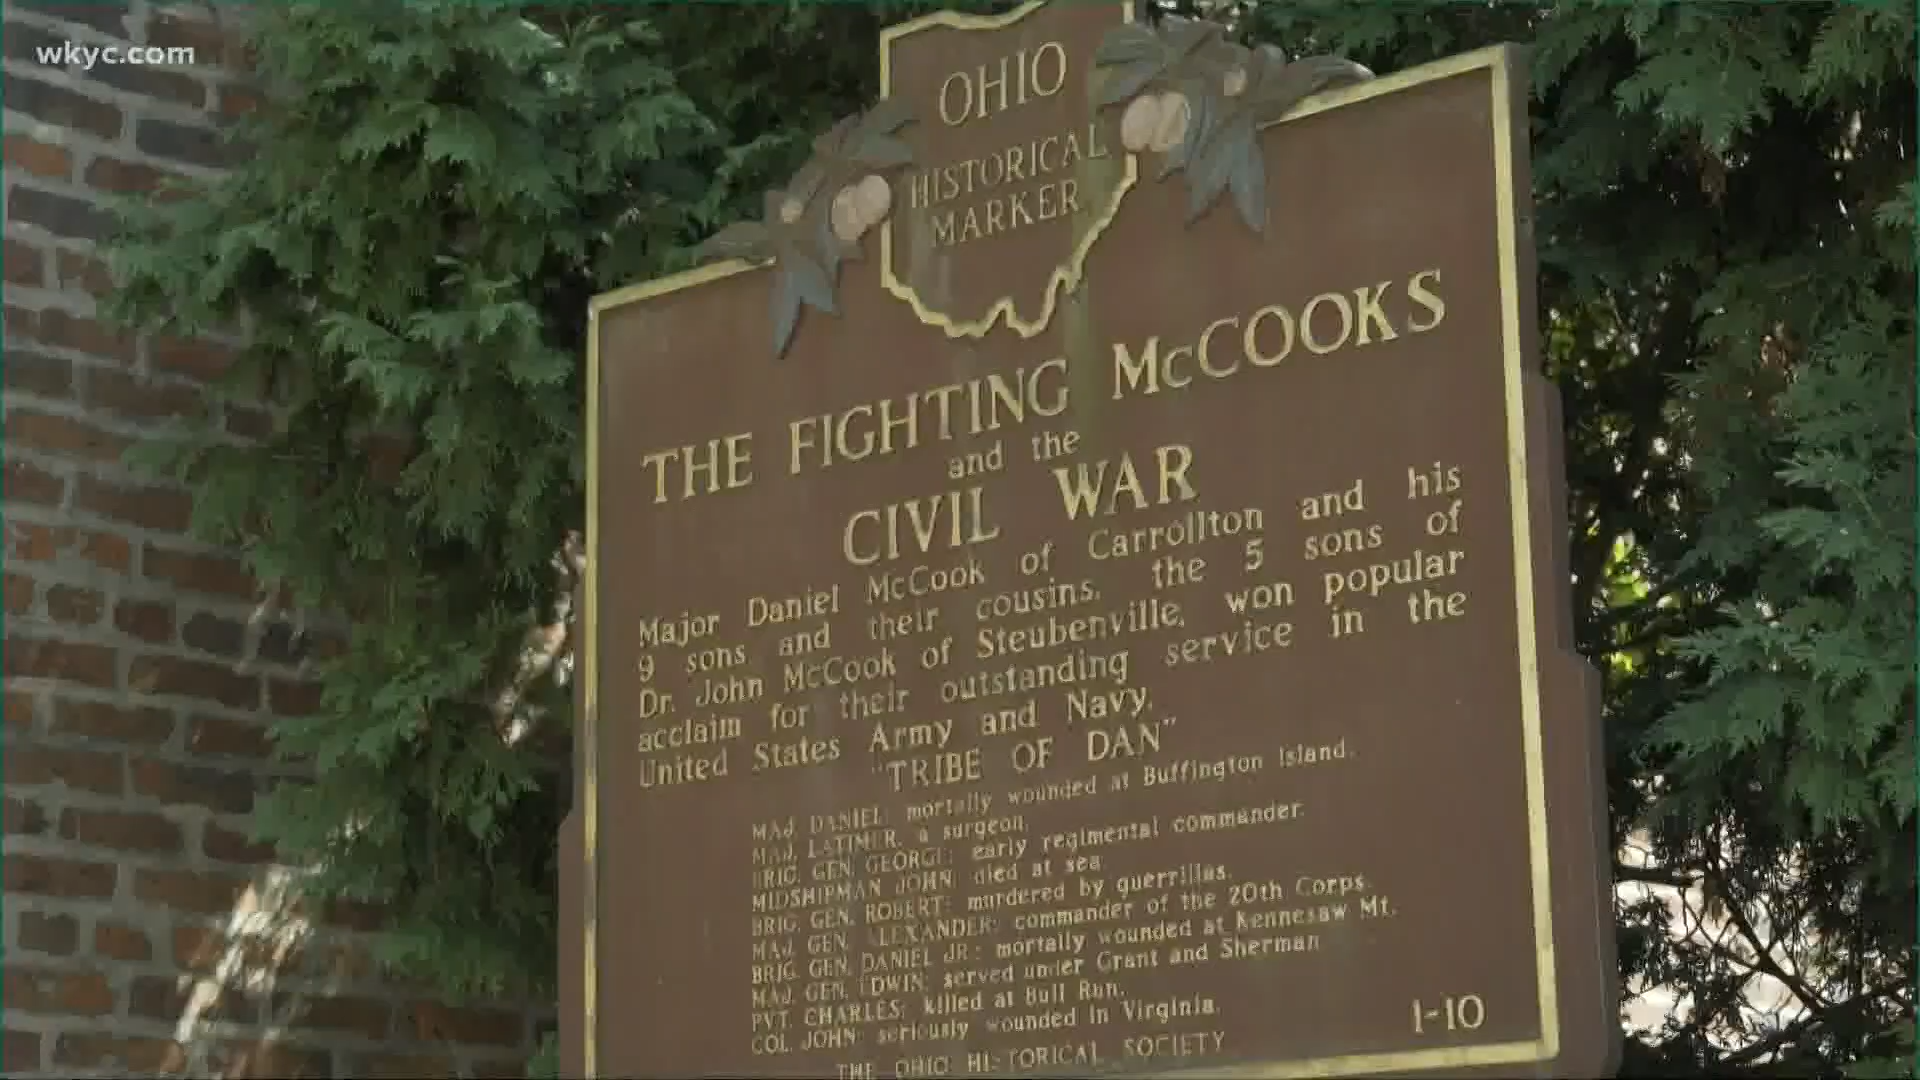 wkyc.com
OHIO
HISTORICAL
MARKER
THE FIGHTING McCOOKS
and the
CIVIL WAR
Major Daniel McCook of Carrollton and his
9 sons and their cousins, the 5 sons of
Dr. John McCook of Steubenville, won popular
acclaim for their outstanding service in the
United States Army and Navy.
"TRIBE OF DAN"
MAJ. DANIEL: mortally wounded at Buffington Island.
MAJ. LATIMER, a surgeon.
BRIG. GEN. GEORGE: early regimental commander.
MIDSHIPMAN JOHN: died at sea.
BRIG. GEN. ROBERT: murdered by guerrillas.
MAJ. GEN. ALEXANDER: commander of the 20th Corps.
BRIG. GEN. DANIEL JR.: mortally wounded at Kennesaw Mt.
MAJ. GEN. EDWIN: served under Grant and Sherman
PVT. CHARLES: killed at Bull Run.
COL. JOHN: seriously wounded in Virginia.
THE OHIO HISTORICAL SOCIETY
1-10